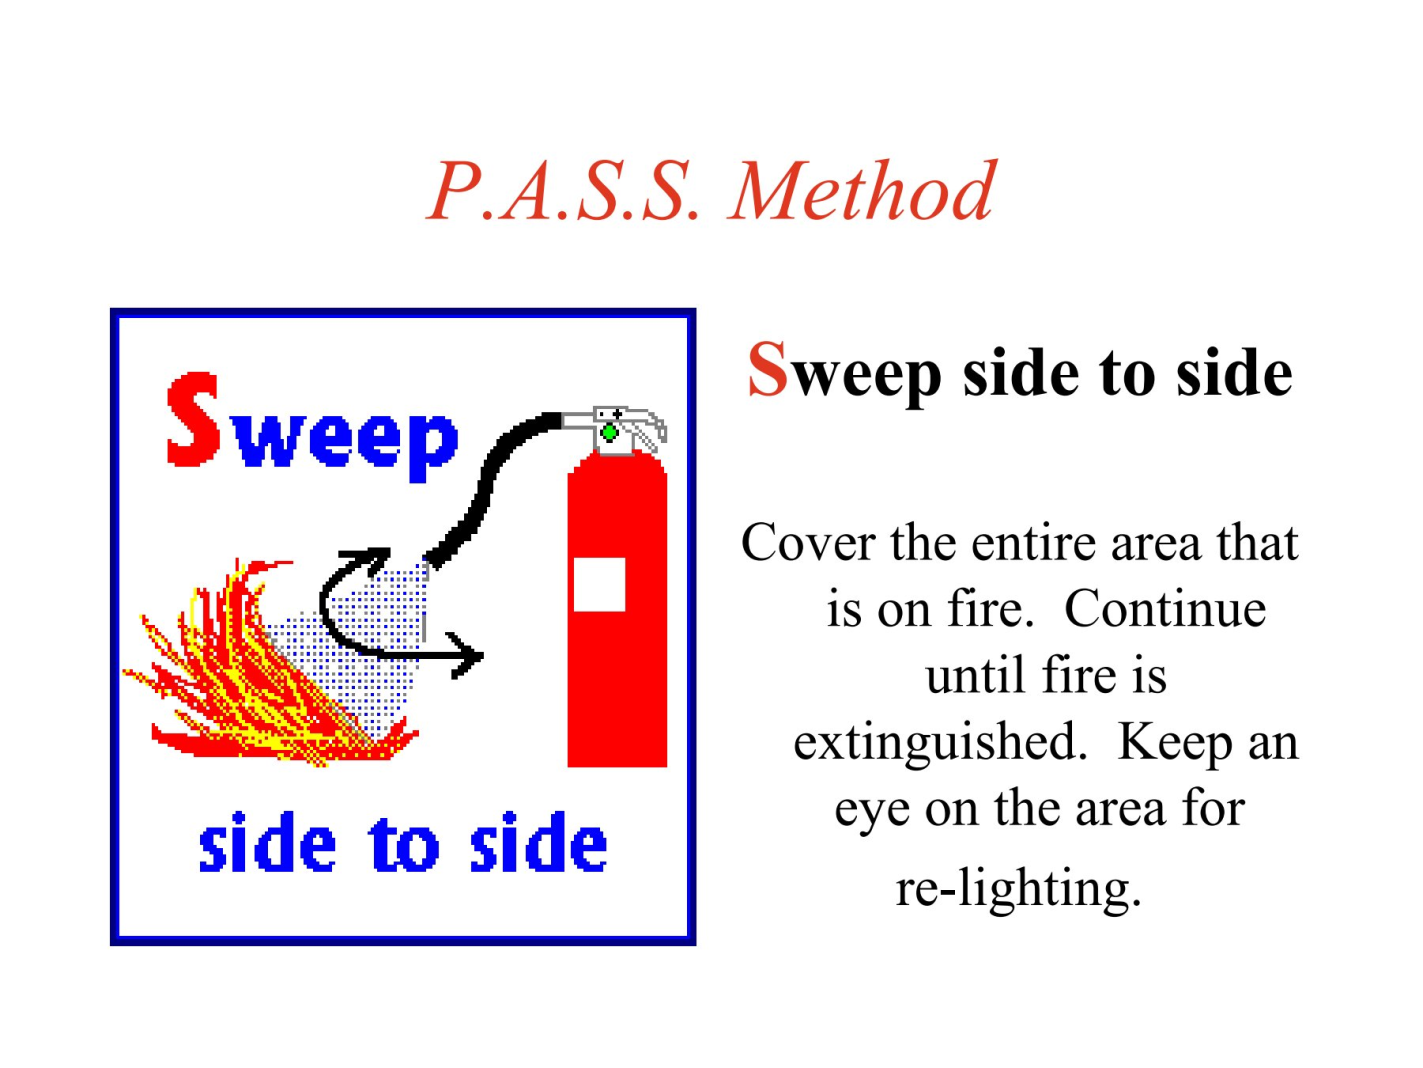 P.A.S.S. Method
Sweep
side to side
Sweep side to side
Cover the entire area that
is on fire.  Continue
until fire is
extinguished.  Keep an
eye on the area for
re-lighting.